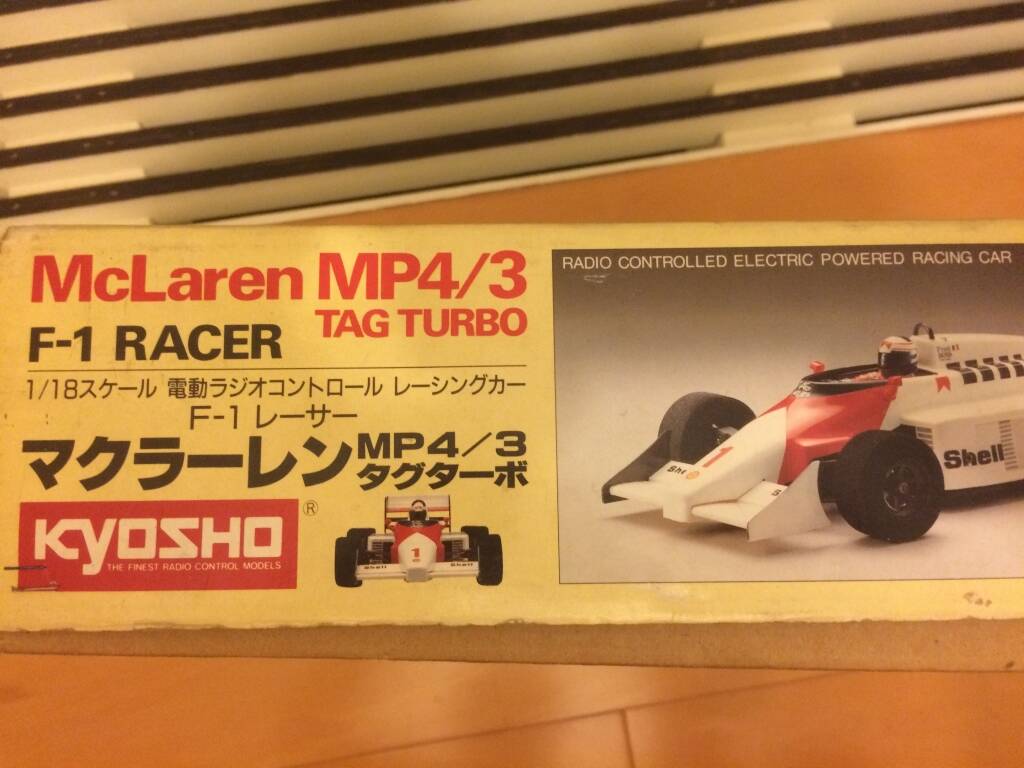 McLaren MP4/3
TAG TURBO
F-1 RACER
1/18スケール 電動ラジオコントロール レーシングカー
F-1レーサー
マクラーレン MP4/3
タグターボ
KYOSHO ®
THE FINEST RADIO CONTROL MODELS
1
Shell Shell
RADIO CONTROLLED ELECTRIC POWERED RACING CAR
Shell
1